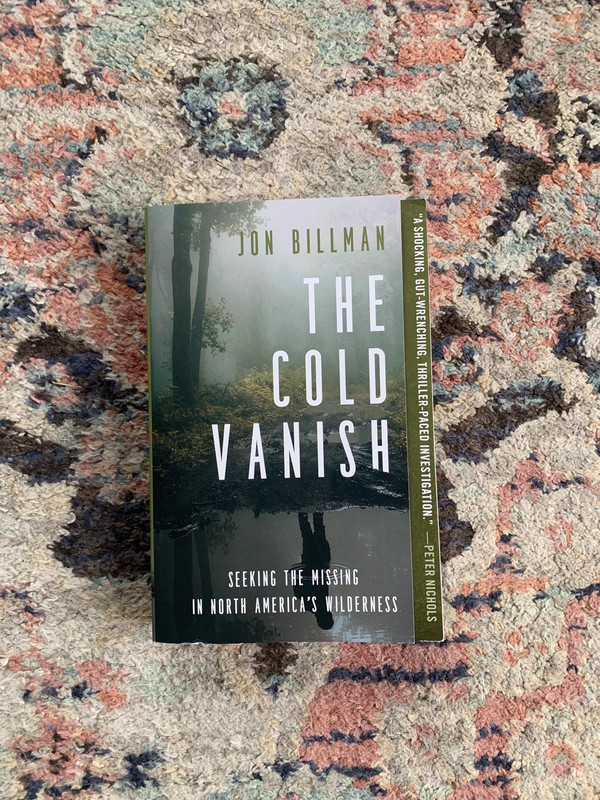 JON BILLMAN
THE
COLD
VANISH
SEEKING THE MISSING
IN NORTH AMERICA'S WILDERNESS
"A SHOCKING, GUT-WRENCHING, THRILLER-PACED INVESTIGATION." —PETER NICHOLS